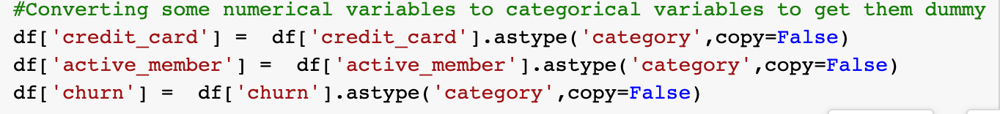 #Converting some numerical variables to categorical variables to get them dummy
df['credit_card'] =  df['credit_card'].astype('category',copy=False)
df['active_member'] =  df['active_member'].astype('category',copy=False)
df['churn'] =  df['churn'].astype('category',copy=False)